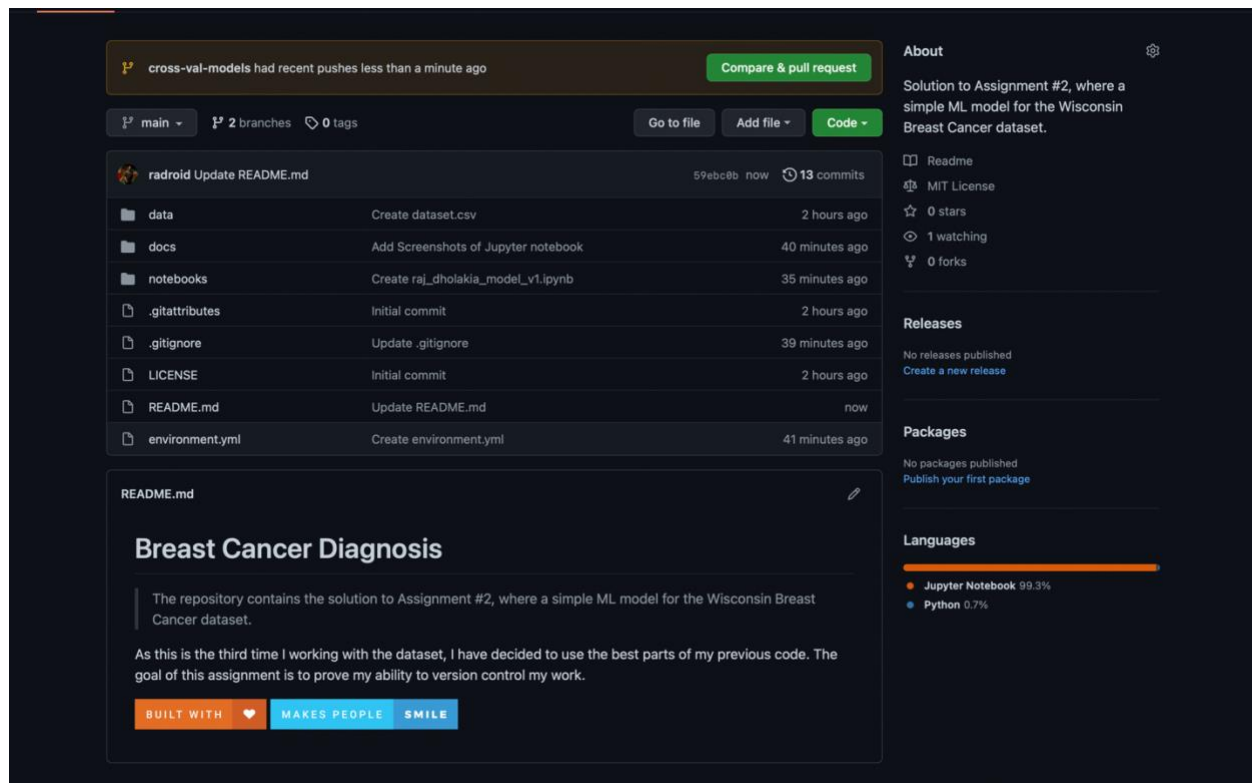 cross-val-models had recent pushes less than a minute ago
Compare & pull request
main
2 branches
0 tags
Go to file
Add file
Code
radroid Update README.md
59ebc0b now
13 commits
data
Create dataset.csv
2 hours ago
docs
Add Screenshots of Jupyter notebook
40 minutes ago
notebooks
Create raj_dholakia_model_v1.ipynb
35 minutes ago
.gitattributes
Initial commit
2 hours ago
.gitignore
Update .gitignore
39 minutes ago
LICENSE
Initial commit
2 hours ago
README.md
Update README.md
now
environment.yml
Create environment.yml
41 minutes ago
README.md
Breast Cancer Diagnosis
The repository contains the solution to Assignment #2, where a simple ML model for the Wisconsin Breast
Cancer dataset.
As this is the third time I working with the dataset, I have decided to use the best parts of my previous code. The
goal of this assignment is to prove my ability to version control my work.
BUILT WITH
MAKES PEOPLE SMILE
About
Solution to Assignment #2, where a
simple ML model for the Wisconsin
Breast Cancer dataset.
Readme
MIT License
0 stars
1 watching
0 forks
Releases
No releases published
Create a new release
Packages
No packages published
Publish your first package
Languages
Jupyter Notebook 99.3%
Python 0.7%